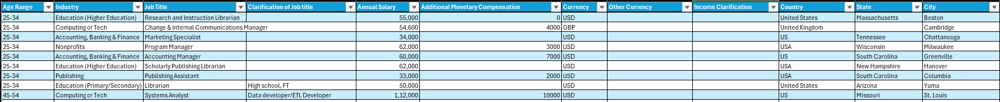 Age Range Industry Job Title Clarification of Job title Annual Salary Additional Monetary Compensation Currency Other Currency Income Clarification Country State City
25-34 Education (Higher Education) Research and Instruction Librarian 55,000 0 USD United States Massachusetts Boston
25-34 Computing or Tech Change & Internal Communications Manager 54,600 4000 GBP United Kingdom Cambridge
25-34 Accounting, Banking & Finance Marketing Specialist 34,000 USD US Tennessee Chattanooga
25-34 Nonprofits Program Manager 62,000 3000 USD USA Wisconsin Milwaukee
25-34 Accounting, Banking & Finance Accounting Manager 60,000 7000 USD US South Carolina Greenville
25-34 Education (Higher Education) Scholarly Publishing Librarian 62,000 USD USA New Hampshire Hanover
25-34 Publishing Publishing Assistant 33,000 2000 USD USA South Carolina Columbia
25-34 Education (Primary/Secondary) Librarian High school, FT 50,000 USD United States Arizona Yuma
45-54 Computing or Tech Systems Analyst Data developer/ETL Developer 1,12,000 10000 USD US Missouri St. Louis